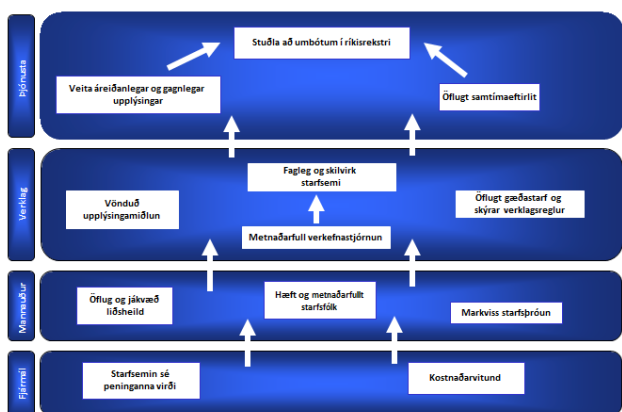 Þjónusta
Stuðla að umbótum í ríkisrekstri
Veita áreiðanlegar og gagnlegar
upplýsingar
Öflugt samtímaeftirlit
Verklag
Fagleg og skilvirk
starfsemi
Vönduð
upplýsingamiðlun
Öflugt gæðastarf og
skýrar verklagsreglur
Metnaðarfull verkefnastjórnun
Mannauður
Öflug og jákvæð
liðsheild
Hæft og metnaðarfullt
starfsfólk
Markviss starfsþróun
Fjármál
Starfsemin sé
peninganna virði
Kostnaðarvitund